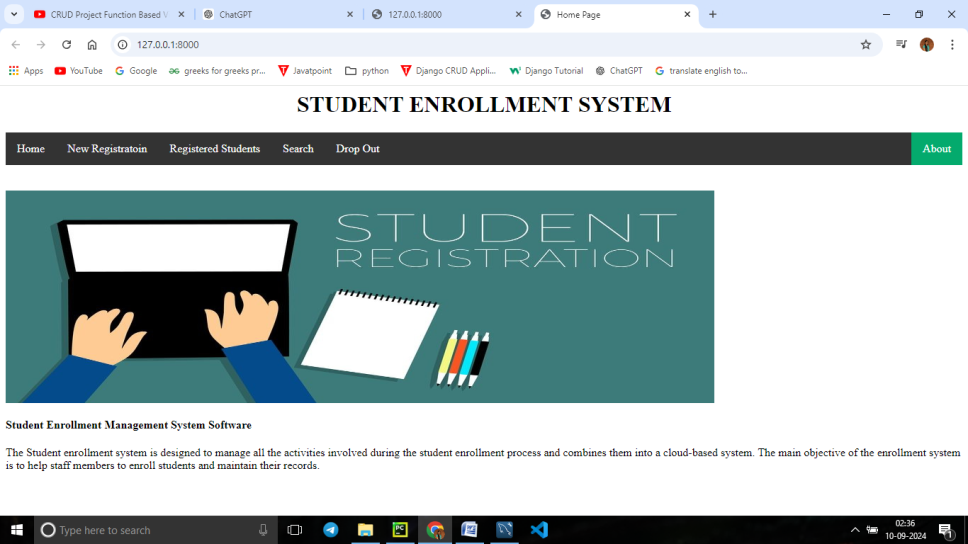 CRUD Project Function Based V
ChatGPT
127.0.0.1:8000
Home Page
127.0.0.1:8000
Apps YouTube Google greeks for greeks pr... Javatpoint python Django CRUD Appli... Django Tutorial ChatGPT translate english to...
STUDENT ENROLLMENT SYSTEM
Home New Registratoin Registered Students Search Drop Out About
STUDENT
REGISTRATION
Student Enrollment Management System Software
The Student enrollment system is designed to manage all the activities involved during the student enrollment process and combines them into a cloud-based system. The main objective of the enrollment system
is to help staff members to enroll students and maintain their records.
Type here to search
02:36
10-09-2024
1